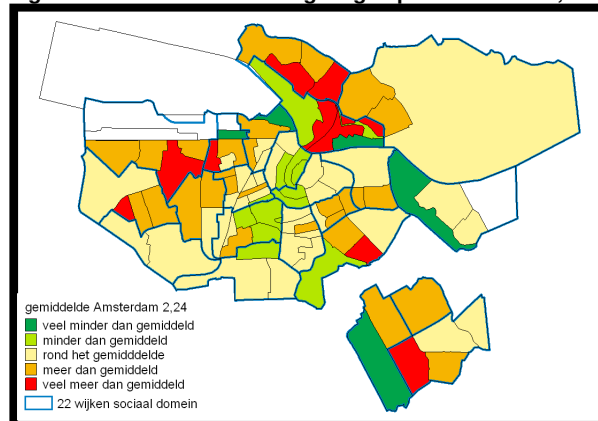 gemiddelde Amsterdam 2,24
veel minder dan gemiddeld
minder dan gemiddeld
rond het gemidddelde
meer dan gemiddeld
veel meer dan gemiddeld
22 wijken sociaal domein